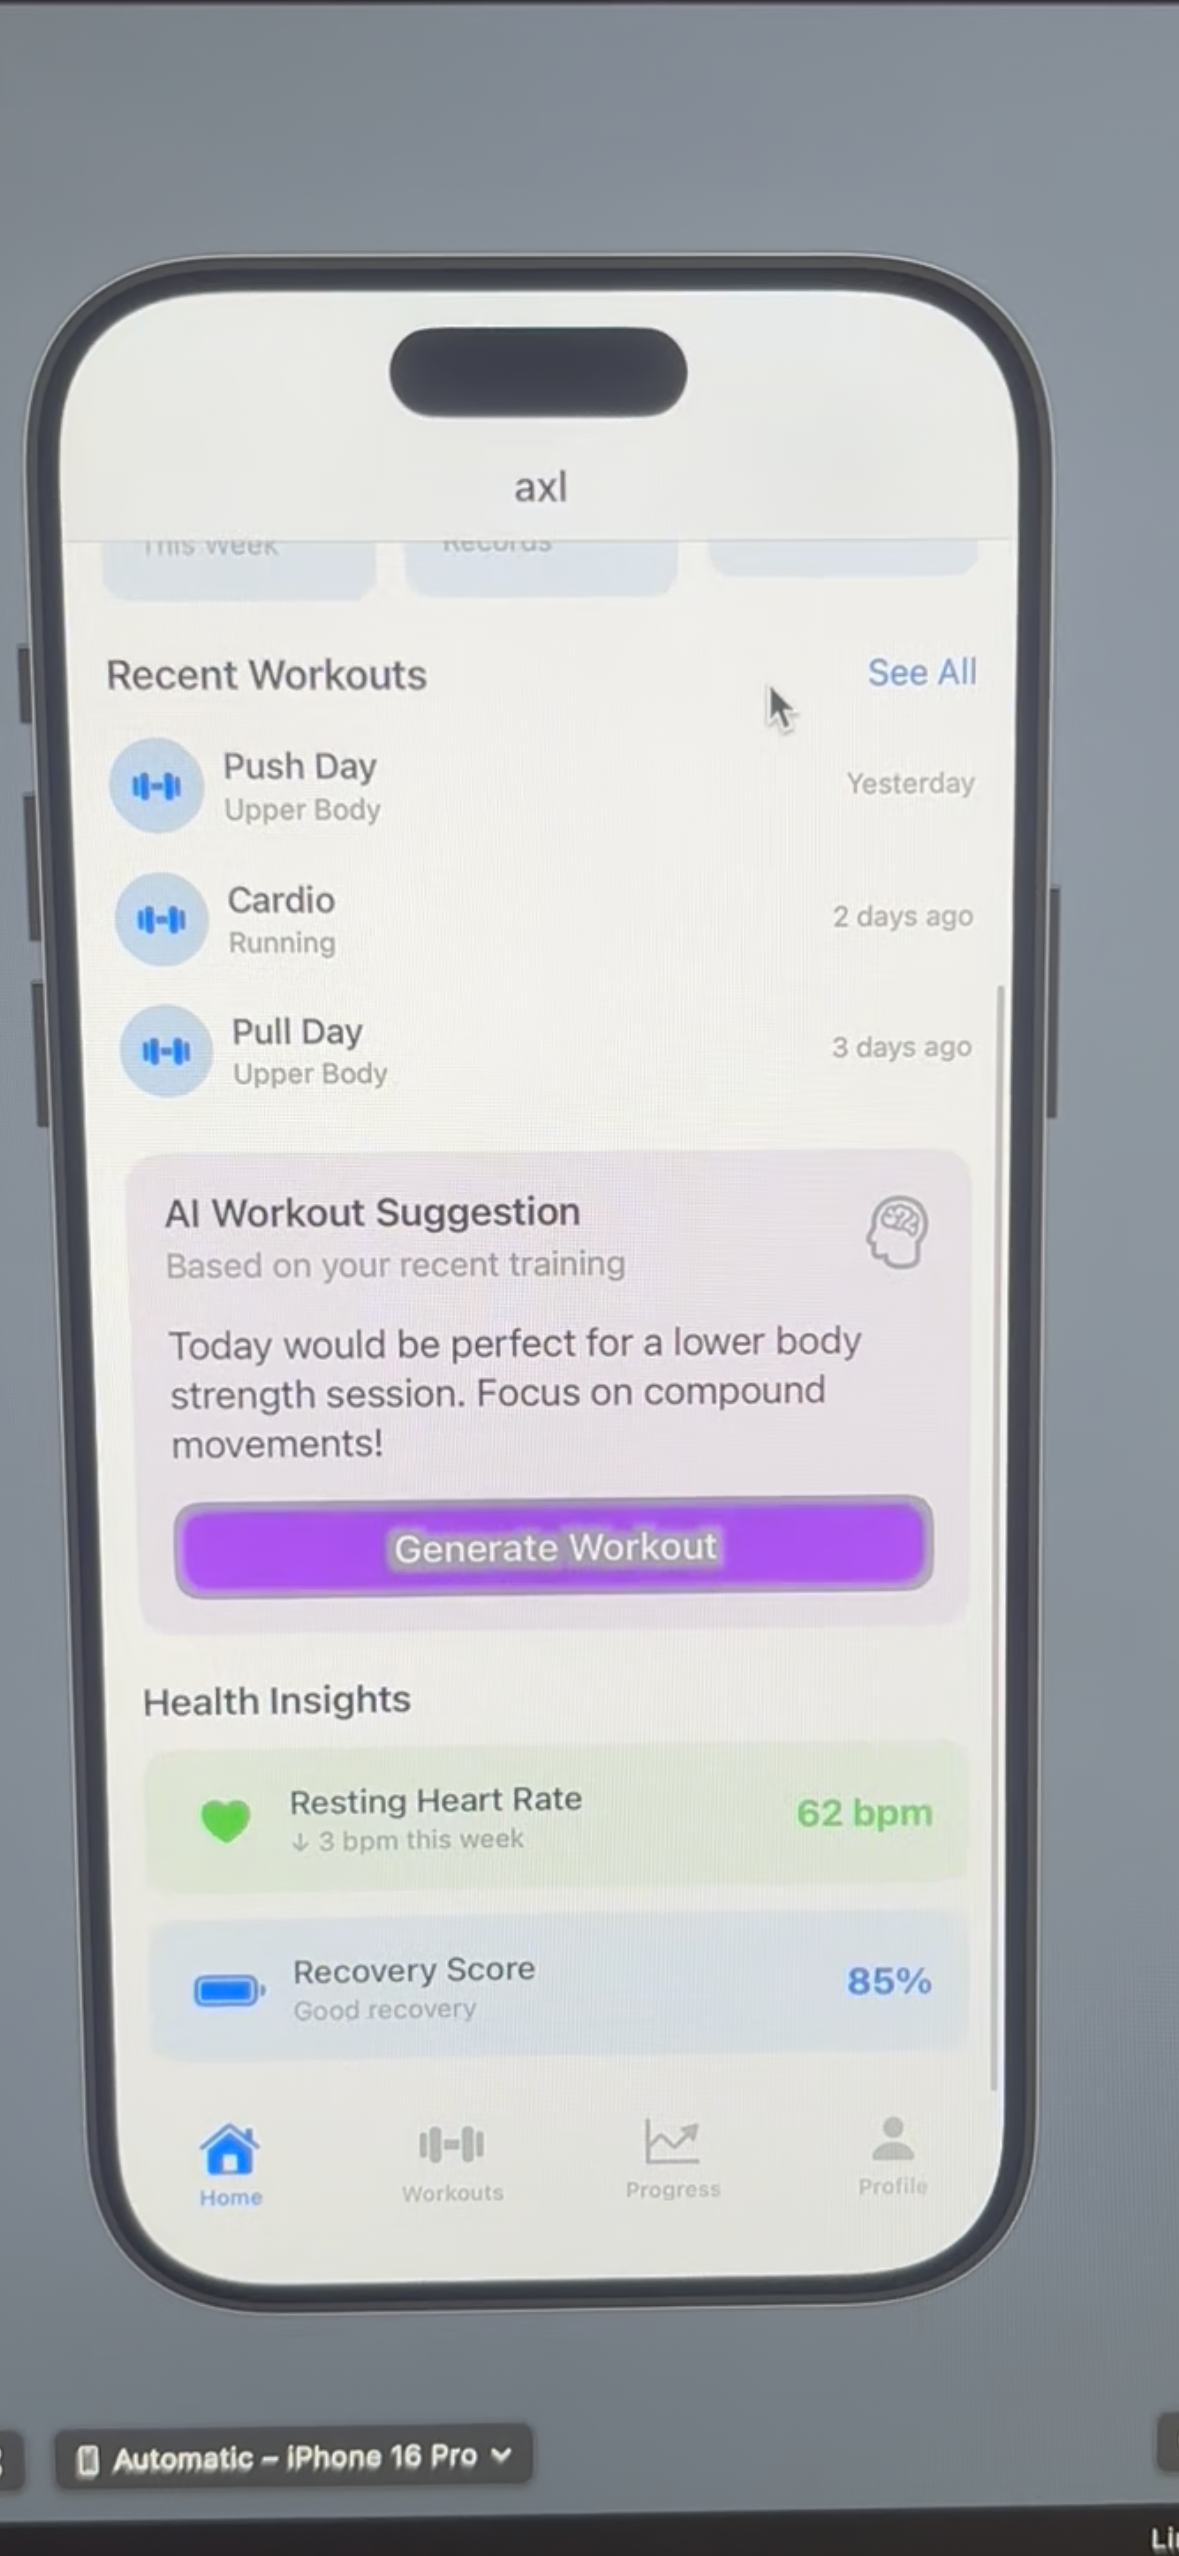 axl
This Week
Records
Recent Workouts
See All
Push Day
Upper Body
Yesterday
Cardio
Running
2 days ago
Pull Day
Upper Body
3 days ago
AI Workout Suggestion
Based on your recent training
Today would be perfect for a lower body
strength session. Focus on compound
movements!
Generate Workout
Health Insights
Resting Heart Rate
↓ 3 bpm this week
62 bpm
Recovery Score
Good recovery
85%
Home
Workouts
Progress
Profile
Automatic – iPhone 16 Pro